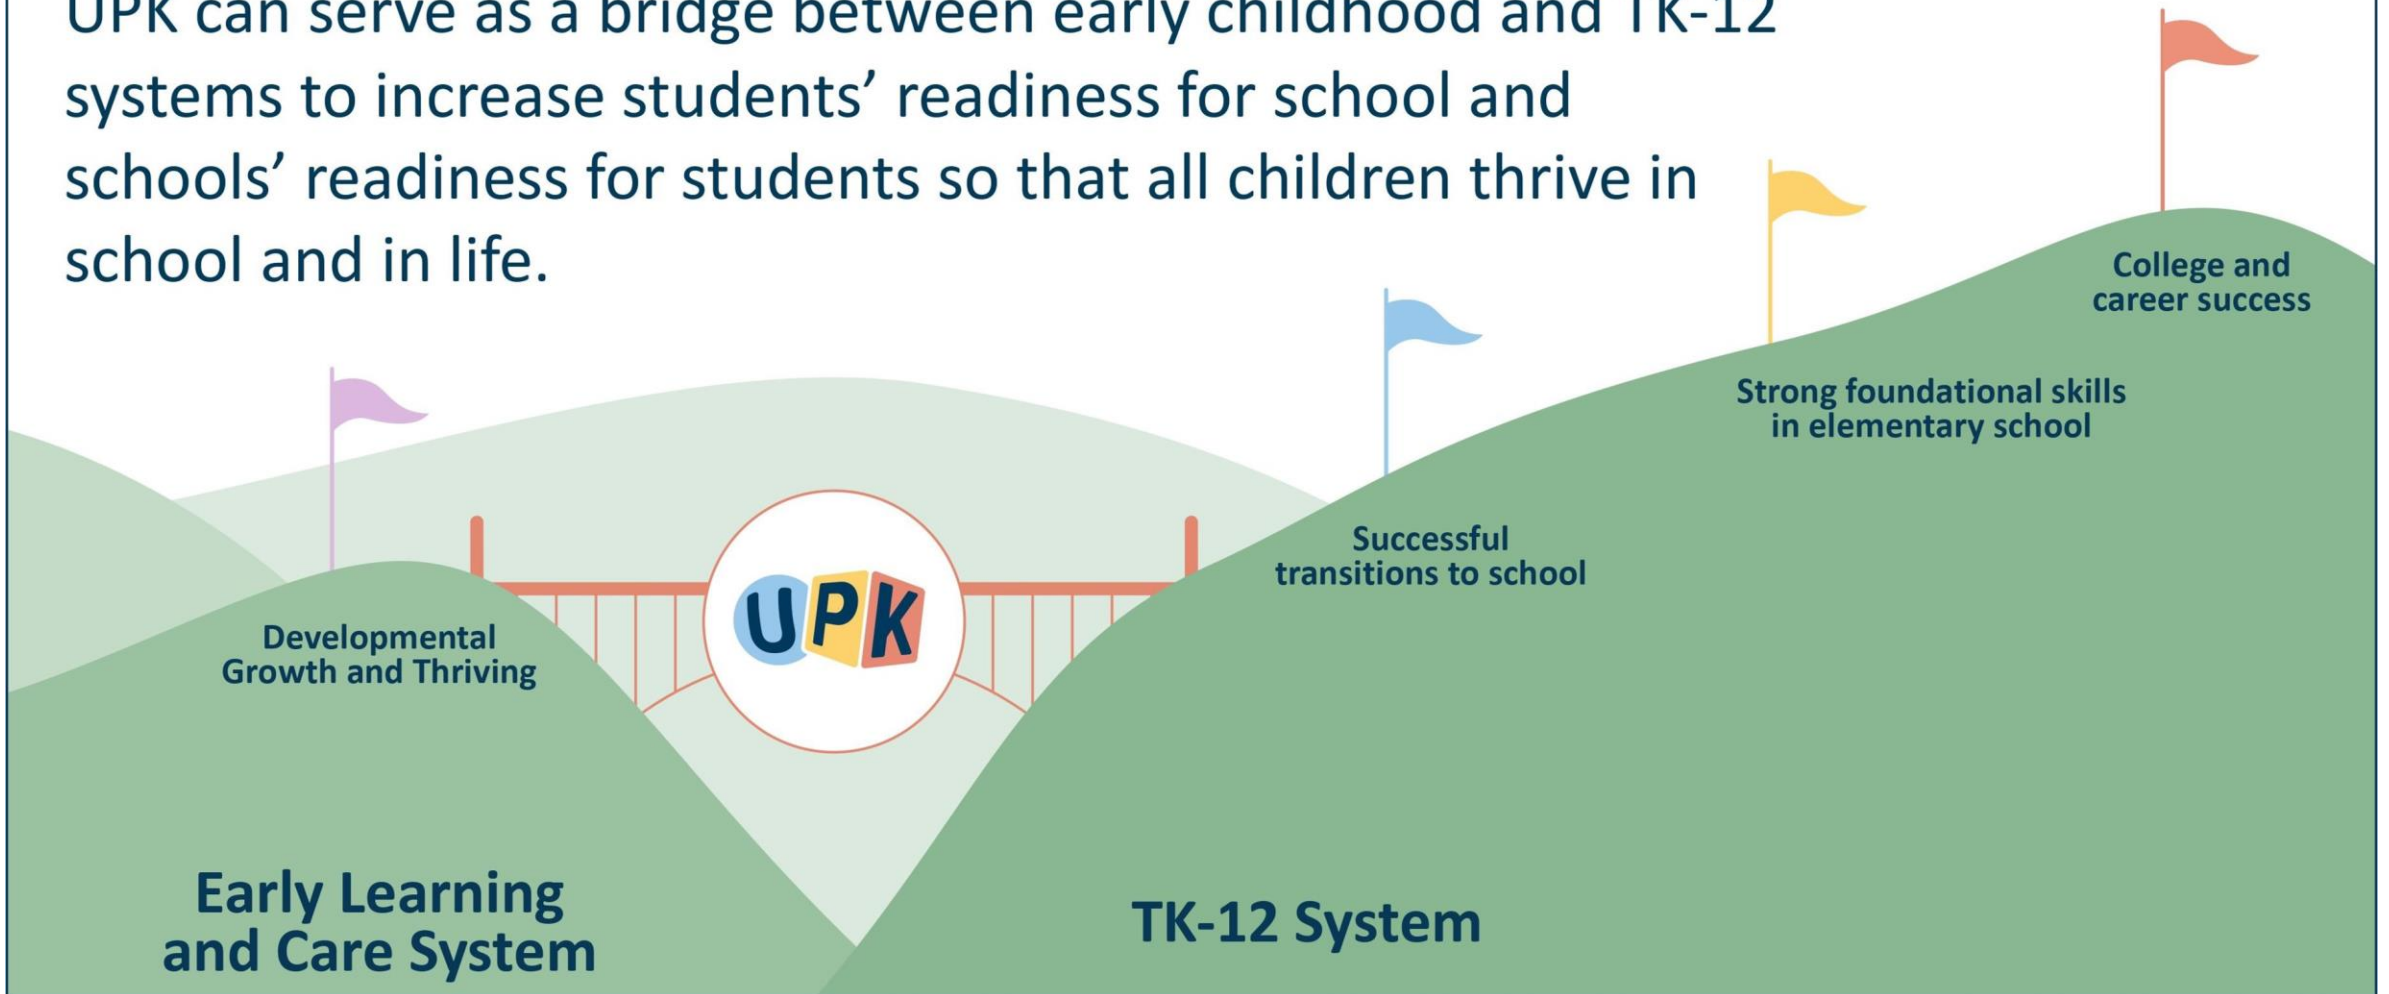 UPK can serve as a bridge between early childhood and TK-12
systems to increase students’ readiness for school and
schools’ readiness for students so that all children thrive in
school and in life.
College and
career success
Strong foundational skills
in elementary school
Successful
transitions to school
UPK
Developmental
Growth and Thriving
Early Learning
and Care System
TK-12 System